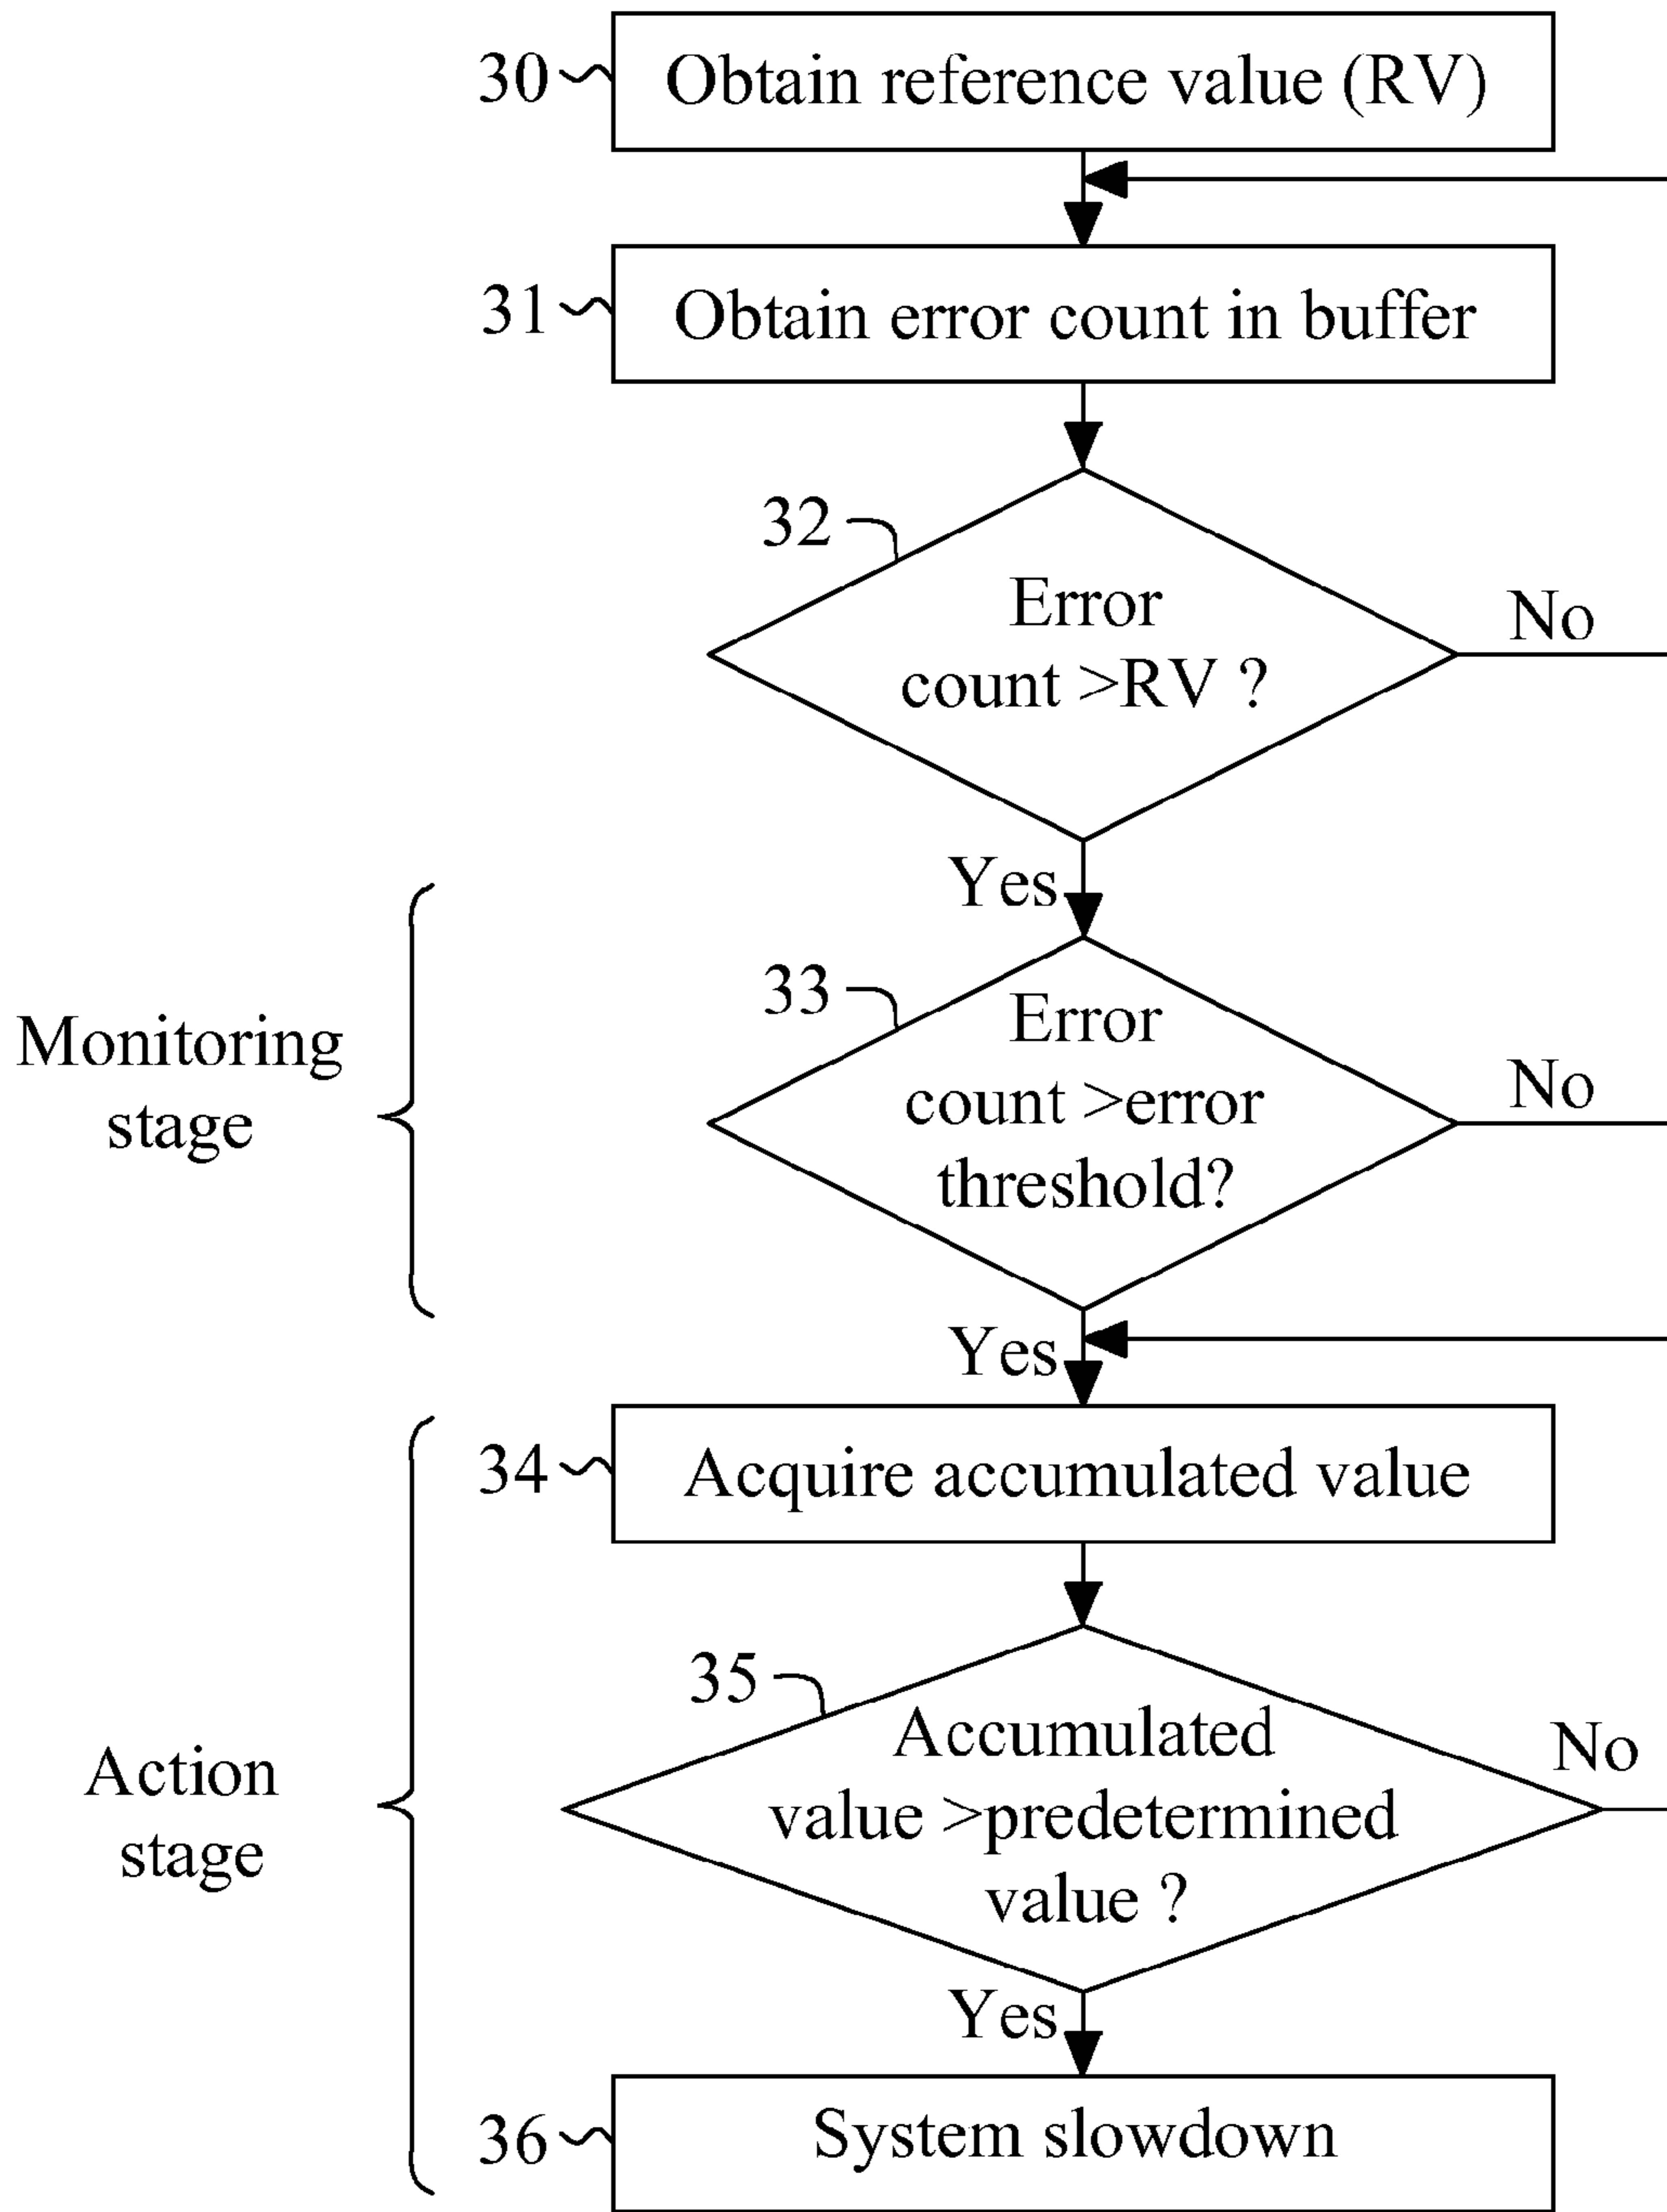 30
Obtain reference value (RV)
31
Obtain error count in buffer
32
Error
count >RV ?
No
Yes
Monitoring
stage
33
Error
count >error
threshold?
No
Yes
34
Acquire accumulated value
Action
stage
35
Accumulated
value >predetermined
value ?
No
Yes
36
System slowdown